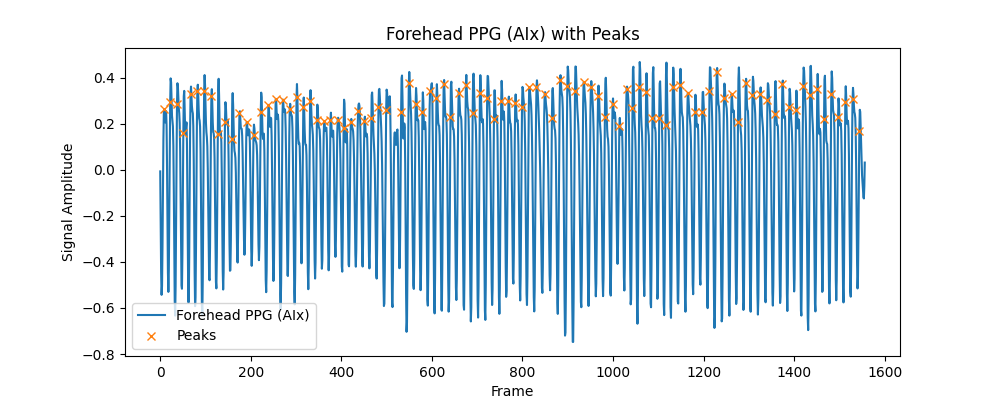 Forehead PPG (AIx) with Peaks
Signal Amplitude
0.4
0.2
0.0
−0.2
−0.4
−0.6
−0.8
Forehead PPG (AIx)
Peaks
0 200 400 600 800 1000 1200 1400 1600
Frame